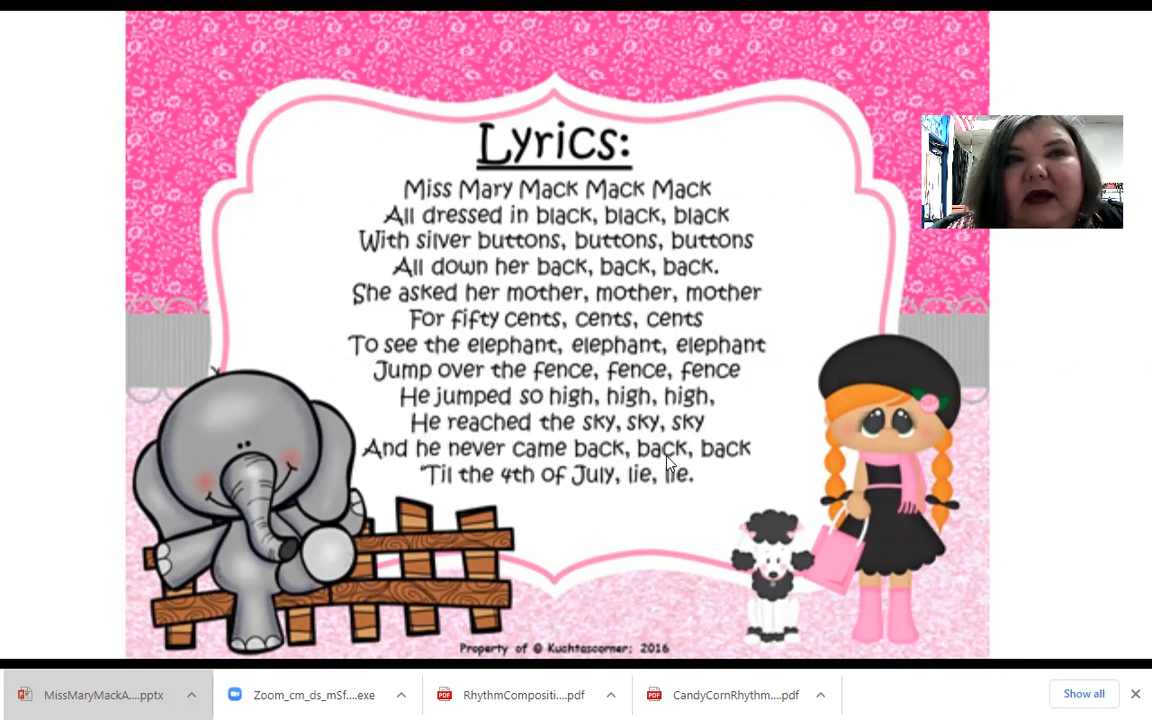 Lyrics:
Miss Mary Mack Mack Mack
All dressed in black, black, black
With silver buttons, buttons, buttons
All down her back, back, back.
She asked her mother, mother, mother
For fifty cents, cents, cents
To see the elephant, elephant, elephant
Jump over the fence, fence, fence
He jumped so high, high, high,
He reached the sky, sky, sky
And he never came back, back, back
'Til the 4th of July, lie, lie.
Property of © Kuchtascorner; 2016
MissMaryMackA....pptx
Zoom_cm_ds_mSf....exe
RhythmCompositi....pdf
CandyCornRhythm....pdf
Show all